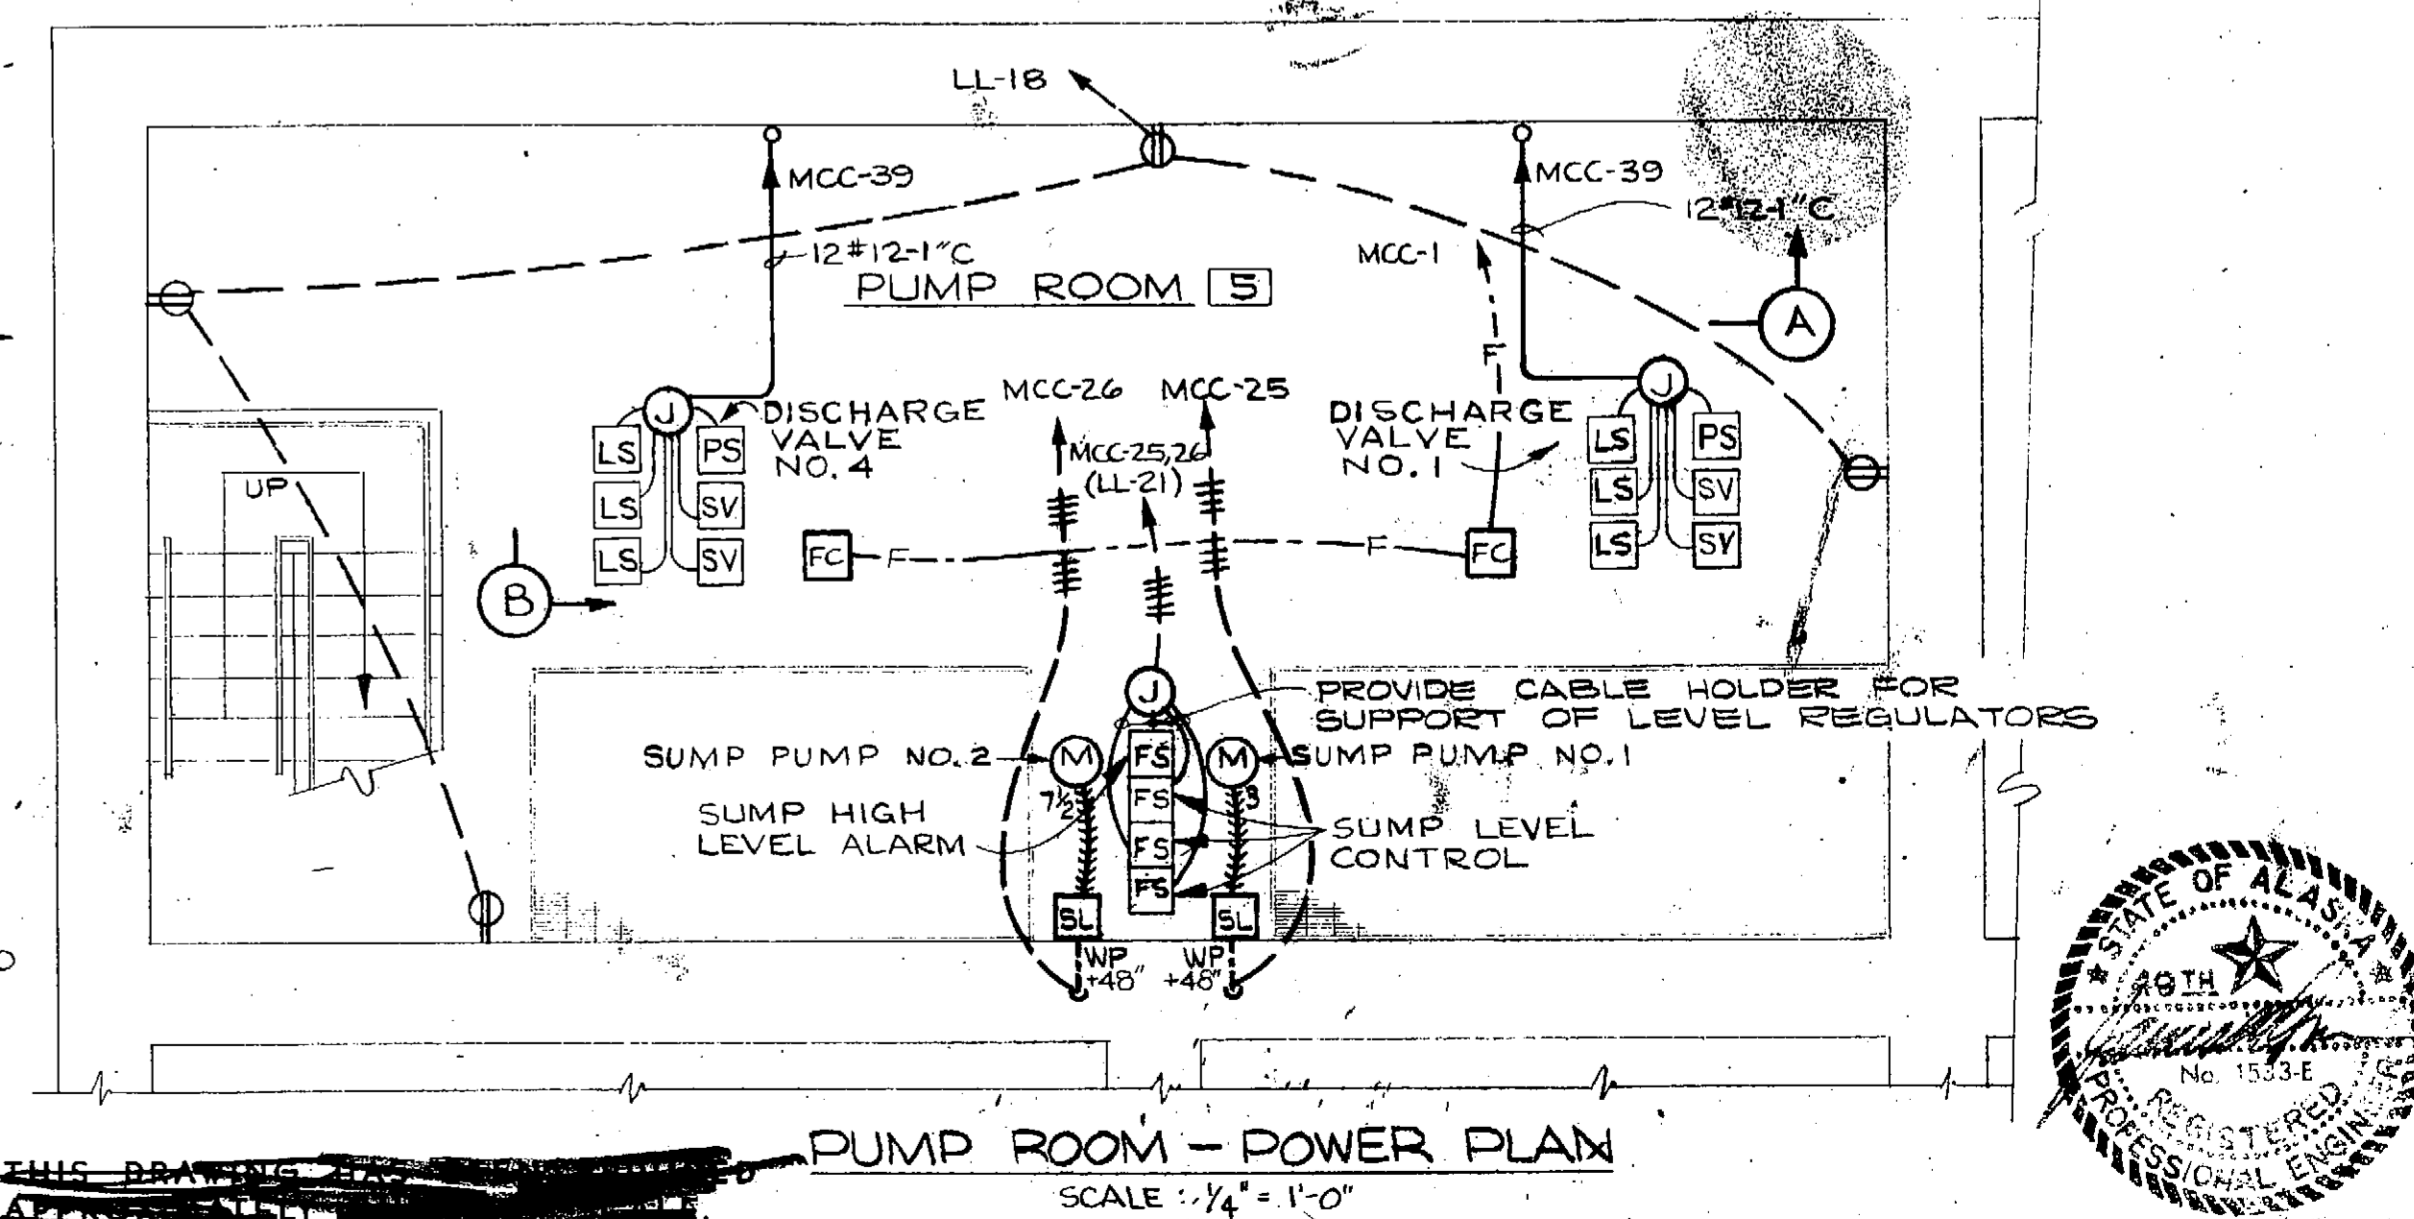 LL-18
MCC-39
MCC-39
12#12-1"C
12#12-1"C
MCC-1
PUMP ROOM 5
A
F
J
LS
PS
LS
SV
LS
SV
DISCHARGE
VALVE
NO. 4
MCC-26
MCC-25
MCC-25,26
(LL-21)
DISCHARGE
VALVE
NO. 1
J
LS
PS
LS
SV
LS
SV
UP
B
FC
F
F
FC
J
PROVIDE CABLE HOLDER FOR
SUPPORT OF LEVEL REGULATORS
SUMP PUMP NO. 2
M
FS
M
SUMP PUMP NO. 1
7½
FS
3
SUMP HIGH
LEVEL ALARM
FS
SUMP LEVEL
CONTROL
FS
SL
SL
WP
+48"
WP
+48"
STATE OF ALASKA
49TH
No. 1533-E
REGISTERED
PROFESSIONAL ENGINEER
PUMP ROOM - POWER PLAN
SCALE: ¼" = 1'-0"
THIS DRAWING HAS